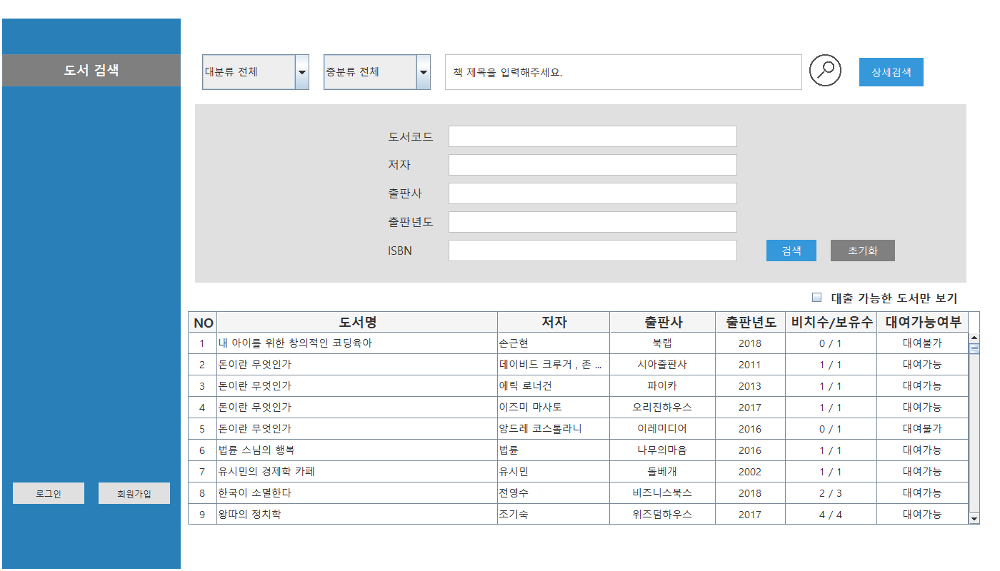 도서 검색
대분류 전체 중분류 전체 책 제목을 입력해주세요. 상세검색
도서코드
저자
출판사
출판년도
ISBN 검색 초기화
대출 가능한 도서만 보기
NO 도서명 저자 출판사 출판년도 비치수/보유수 대여가능여부
1 내 아이를 위한 창의적인 코딩육아 손근현 북랩 2018 0 / 1 대여불가
2 돈이란 무엇인가 데이비드 크루거 , 존 ... 시아출판사 2011 1 / 1 대여가능
3 돈이란 무엇인가 에릭 로너건 파이카 2013 1 / 1 대여가능
4 돈이란 무엇인가 이즈미 마사토 오리진하우스 2017 1 / 1 대여가능
5 돈이란 무엇인가 앙드레 코스톨라니 이레미디어 2016 0 / 1 대여불가
6 법륜 스님의 행복 법륜 나무의마음 2016 1 / 1 대여가능
7 유시민의 경제학 카페 유시민 돌베개 2002 1 / 1 대여가능
8 한국이 소멸한다 전영수 비즈니스북스 2018 2 / 3 대여가능
9 왕따의 정치학 조기숙 위즈덤하우스 2017 4 / 4 대여가능
로그인 회원가입